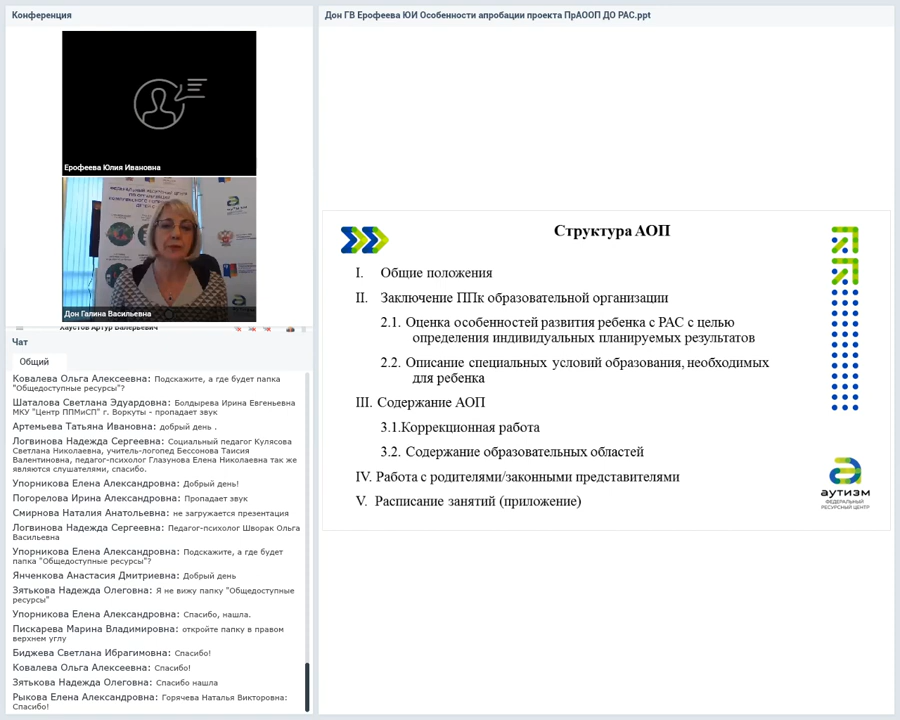 Конференция
Ерофеева Юлия Ивановна
Дон Галина Васильевна
Хаустов Артур Валерьевич
Чат
Общий
Ковалева Ольга Алексеевна: Подскажите, а где будет папка
"Общедоступные ресурсы"?
Шаталова Светлана Эдуардовна: Болдырева Ирина Евгеньевна
МКУ "Центр ППМиСП" г. Воркуты - пропадает звук
Артемьева Татьяна Ивановна: добрый день .
Логвинова Надежда Сергеевна: Социальный педагог Кулясова
Светлана Николаевна, учитель-логопед Бессонова Таисия
Валентиновна, педагог-психолог Глазунова Елена Николаевна так же
являются слушателями, спасибо.
Упорникова Елена Александровна: Добрый день!
Погорелова Ирина Александровна: Пропадает звук
Смирнова Наталия Анатольевна: не загружается презентация
Логвинова Надежда Сергеевна: Педагог-психолог Шворак Ольга
Васильевна
Упорникова Елена Александровна: Подскажите, а где будет
папка "Общедоступные ресурсы"?
Янченкова Анастасия Дмитриевна: Добрый день
Зятькова Надежда Олеговна: Я не вижу папку "Общедоступные
ресурсы"
Упорникова Елена Александровна: Спасибо, нашла.
Пискарева Марина Владимировна: откройте папку в правом
верхнем углу
Биджева Светлана Ибрагимовна: Спасибо!
Ковалева Ольга Алексеевна: Спасибо!
Зятькова Надежда Олеговна: Спасибо нашла
Рыкова Елена Александровна: Горячева Наталья Викторовна:
Спасибо!
Дон ГВ Ерофеева ЮИ Особенности апробации проекта ПрАООП ДО РАС.ppt
Структура АОП
I. Общие положения
II. Заключение ППк образовательной организации
2.1. Оценка особенностей развития ребенка с РАС с целью
определения индивидуальных планируемых результатов
2.2. Описание специальных условий образования, необходимых
для ребенка
III. Содержание АОП
3.1.Коррекционная работа
3.2. Содержание образовательных областей
IV. Работа с родителями/законными представителями
V. Расписание занятий (приложение)
аутизм
ФЕДЕРАЛЬНЫЙ
РЕСУРСНЫЙ ЦЕНТР